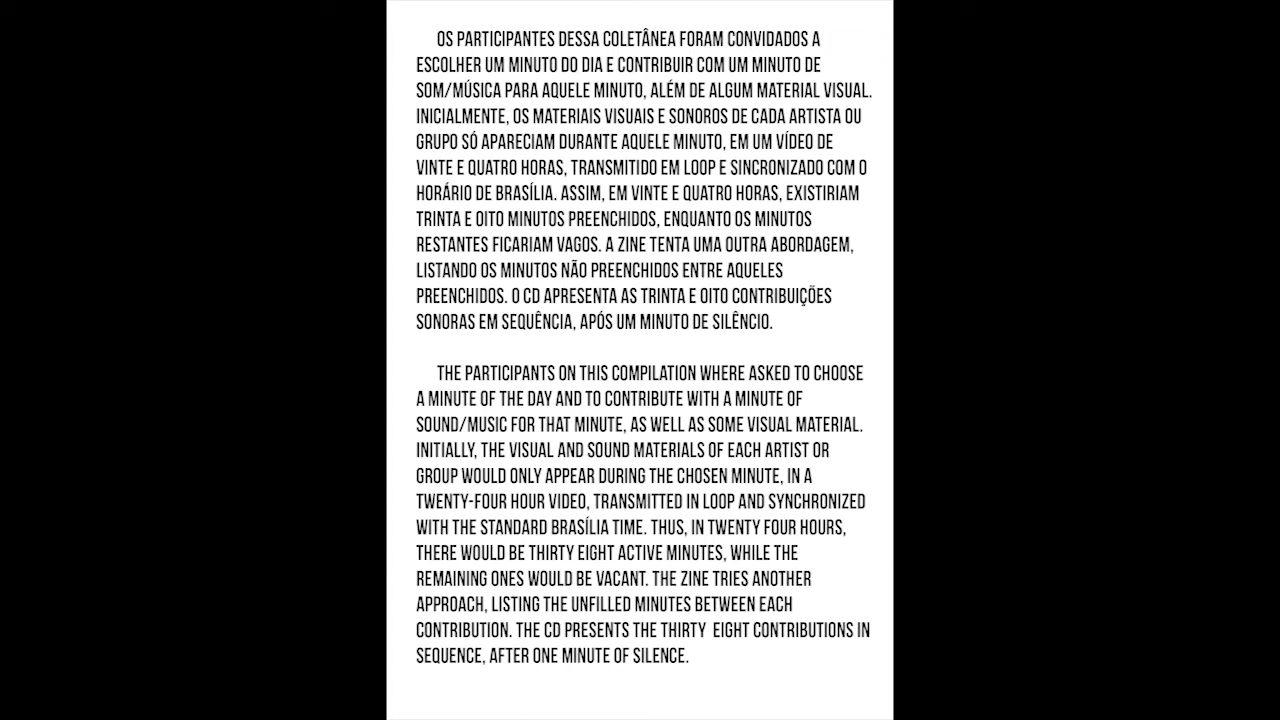 OS PARTICIPANTES DESSA COLETÂNEA FORAM CONVIDADOS A
ESCOLHER UM MINUTO DO DIA E CONTRIBUIR COM UM MINUTO DE
SOM/MÚSICA PARA AQUELE MINUTO, ALÉM DE ALGUM MATERIAL VISUAL.
INICIALMENTE, OS MATERIAIS VISUAIS E SONOROS DE CADA ARTISTA OU
GRUPO SÓ APARECIAM DURANTE AQUELE MINUTO, EM UM VÍDEO DE
VINTE E QUATRO HORAS, TRANSMITIDO EM LOOP E SINCRONIZADO COM O
HORÁRIO DE BRASÍLIA. ASSIM, EM VINTE E QUATRO HORAS, EXISTIRIAM
TRINTA E OITO MINUTOS PREENCHIDOS, ENQUANTO OS MINUTOS
RESTANTES FICARIAM VAGOS. A ZINE TENTA UMA OUTRA ABORDAGEM,
LISTANDO OS MINUTOS NÃO PREENCHIDOS ENTRE AQUELES
PREENCHIDOS. O CD APRESENTA AS TRINTA E OITO CONTRIBUIÇÕES
SONORAS EM SEQUÊNCIA, APÓS UM MINUTO DE SILÊNCIO.
THE PARTICIPANTS ON THIS COMPILATION WHERE ASKED TO CHOOSE
A MINUTE OF THE DAY AND TO CONTRIBUTE WITH A MINUTE OF
SOUND/MUSIC FOR THAT MINUTE, AS WELL AS SOME VISUAL MATERIAL.
INITIALLY, THE VISUAL AND SOUND MATERIALS OF EACH ARTIST OR
GROUP WOULD ONLY APPEAR DURING THE CHOSEN MINUTE, IN A
TWENTY-FOUR HOUR VIDEO, TRANSMITTED IN LOOP AND SYNCHRONIZED
WITH THE STANDARD BRASÍLIA TIME. THUS, IN TWENTY FOUR HOURS,
THERE WOULD BE THIRTY EIGHT ACTIVE MINUTES, WHILE THE
REMAINING ONES WOULD BE VACANT. THE ZINE TRIES ANOTHER
APPROACH, LISTING THE UNFILLED MINUTES BETWEEN EACH
CONTRIBUTION. THE CD PRESENTS THE THIRTY  EIGHT CONTRIBUTIONS IN
SEQUENCE, AFTER ONE MINUTE OF SILENCE.